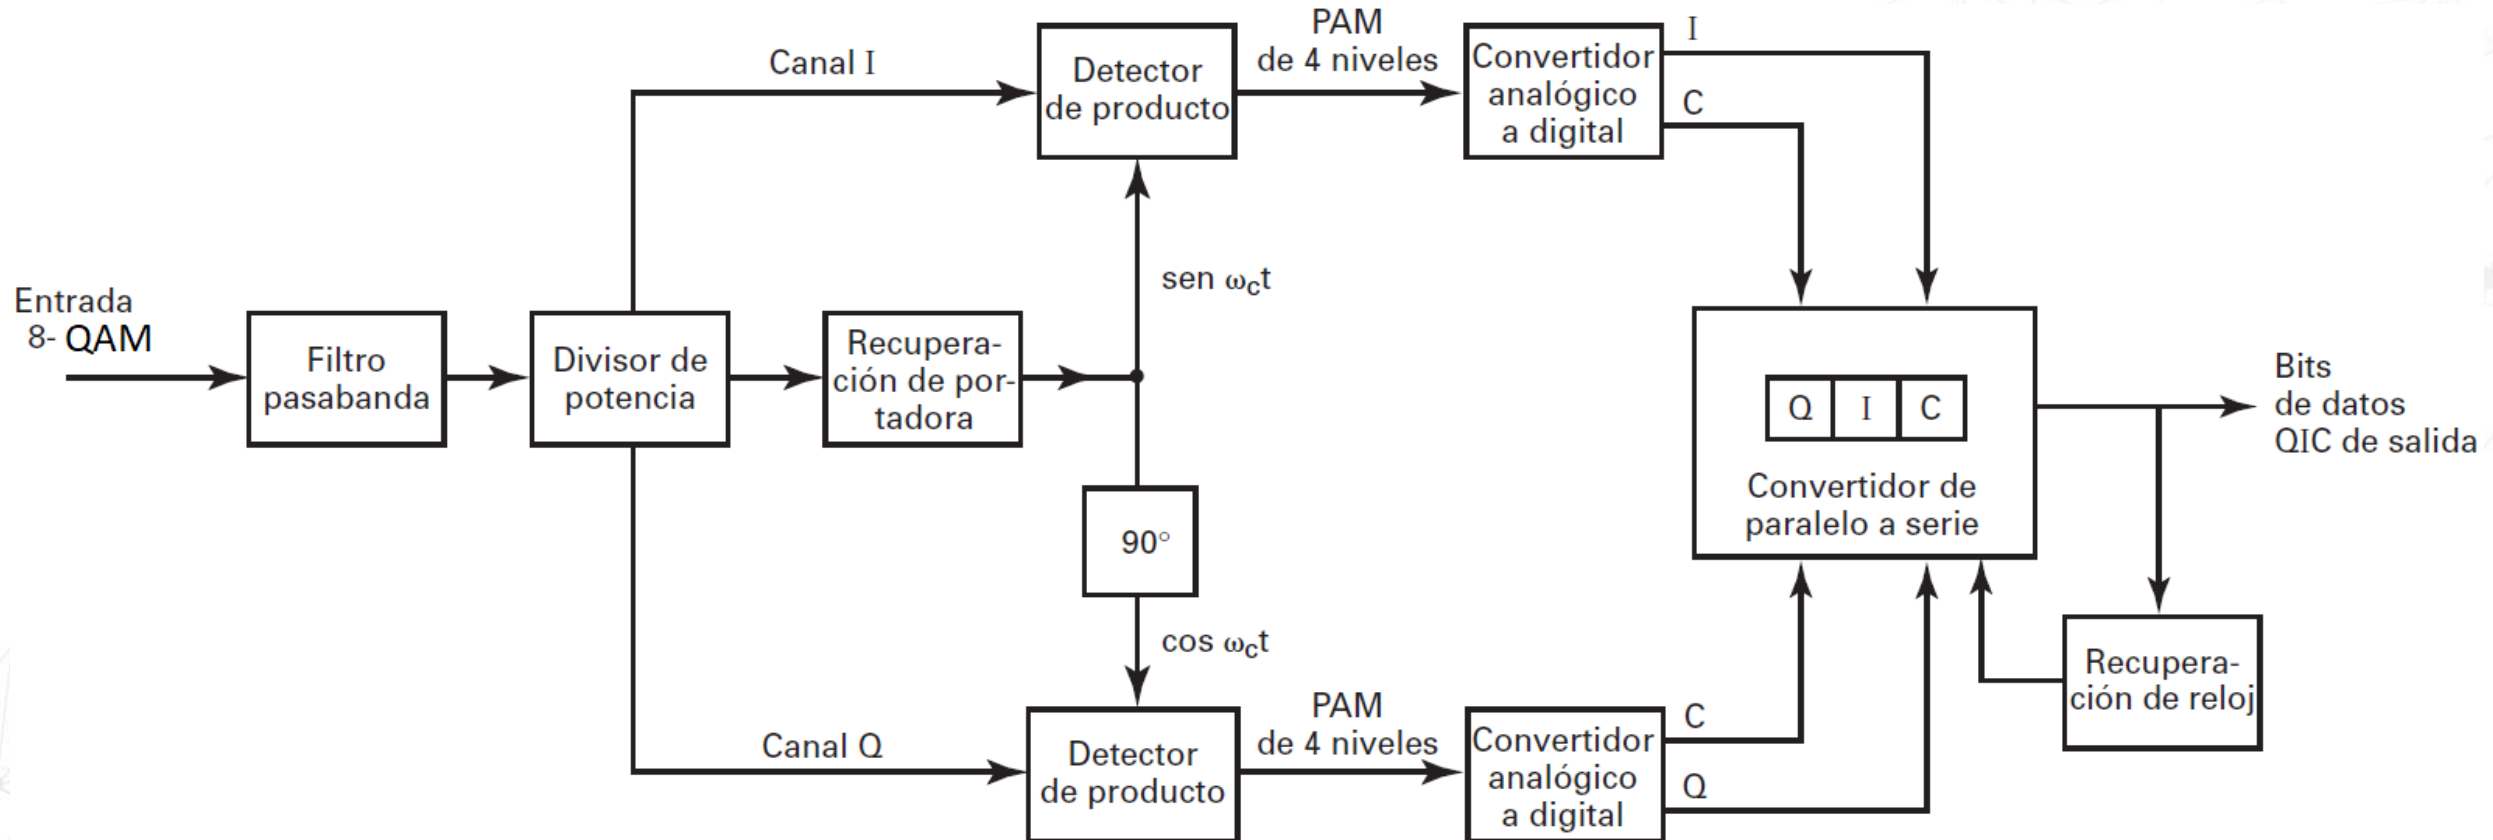 PAM
de 4 niveles
I
Canal I
Detector
de producto
Convertidor
analógico
a digital
C
sen ωct
Entrada
8- QAM
Filtro
pasabanda
Divisor de
potencia
Recupera-
ción de por-
tadora
Q I C
Convertidor de
paralelo a serie
Bits
de datos
QIC de salida
90°
cos ωct
Recupera-
ción de reloj
Canal Q
Detector
de producto
PAM
de 4 niveles
Convertidor
analógico
a digital
C
Q